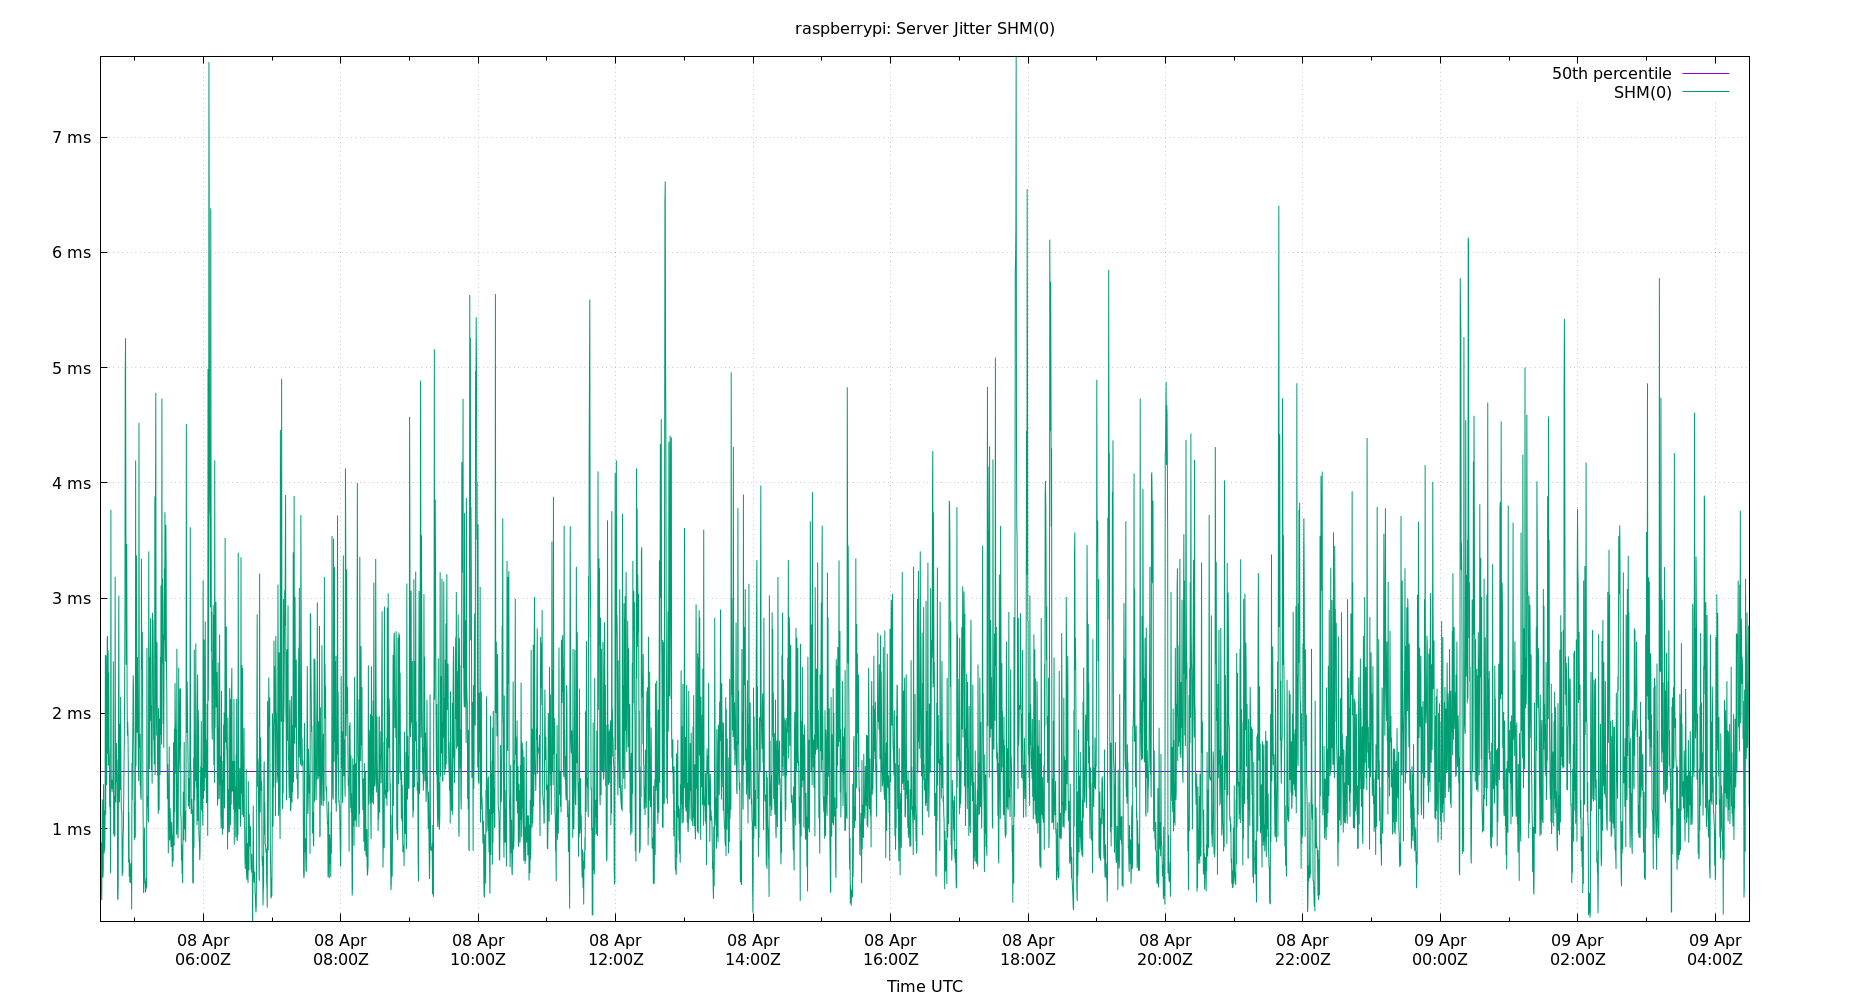 raspberrypi: Server Jitter SHM(0)
50th percentile
SHM(0)
7 ms
6 ms
5 ms
4 ms
3 ms
2 ms
1 ms
08 Apr 08 Apr 08 Apr 08 Apr 08 Apr 08 Apr 08 Apr 08 Apr 08 Apr 09 Apr 09 Apr 09 Apr
06:00Z 08:00Z 10:00Z 12:00Z 14:00Z 16:00Z 18:00Z 20:00Z 22:00Z 00:00Z 02:00Z 04:00Z
Time UTC